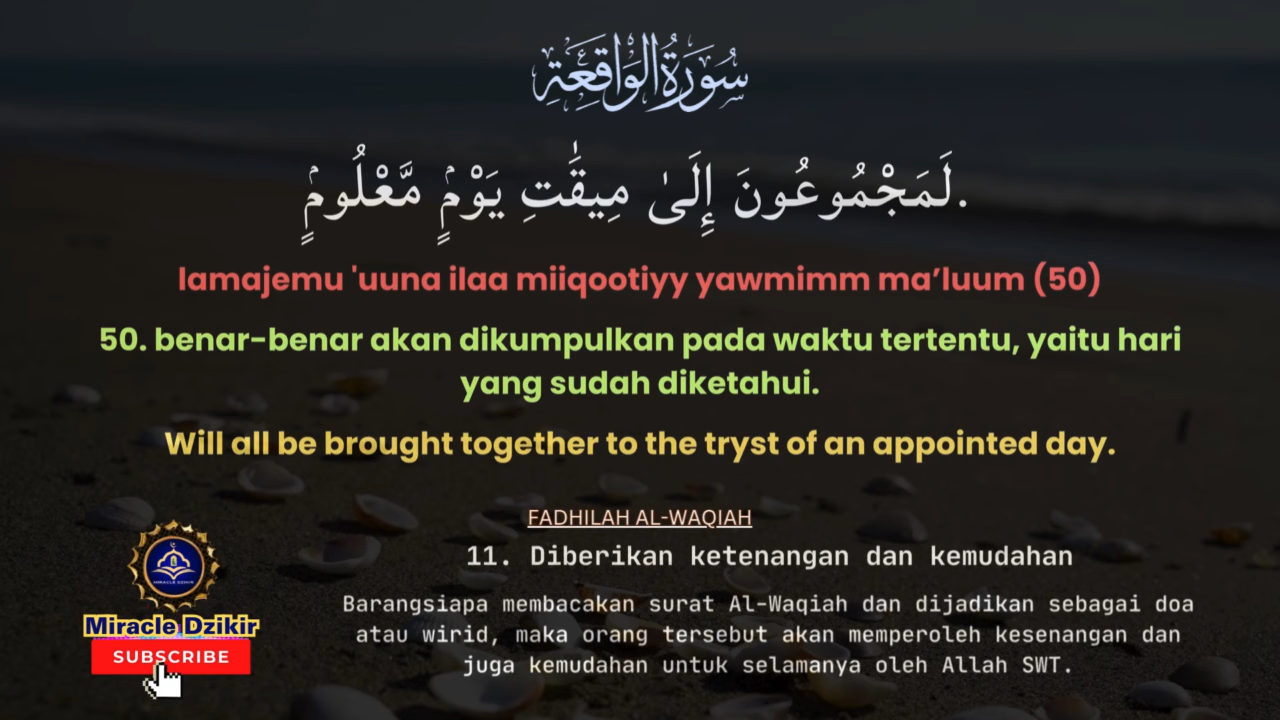 سُورَةُ الْوَاقِعَةِ
لَمَجْمُوعُونَ إِلَىٰ مِيقَٰتِ يَوْمٍۢ مَّعْلُومٍۢ.
lamajemu 'uuna ilaa miiqootiyy yawmimm ma’luum (50)
50. benar-benar akan dikumpulkan pada waktu tertentu, yaitu hari
yang sudah diketahui.
Will all be brought together to the tryst of an appointed day.
FADHILAH AL-WAQIAH
11. Diberikan ketenangan dan kemudahan
Barangsiapa membacakan surat Al-Waqiah dan dijadikan sebagai doa
atau wirid, maka orang tersebut akan memperoleh kesenangan dan
juga kemudahan untuk selamanya oleh Allah SWT.
MIRACLE DZIKIR
Miracle Dzikir
SUBSCRIBE